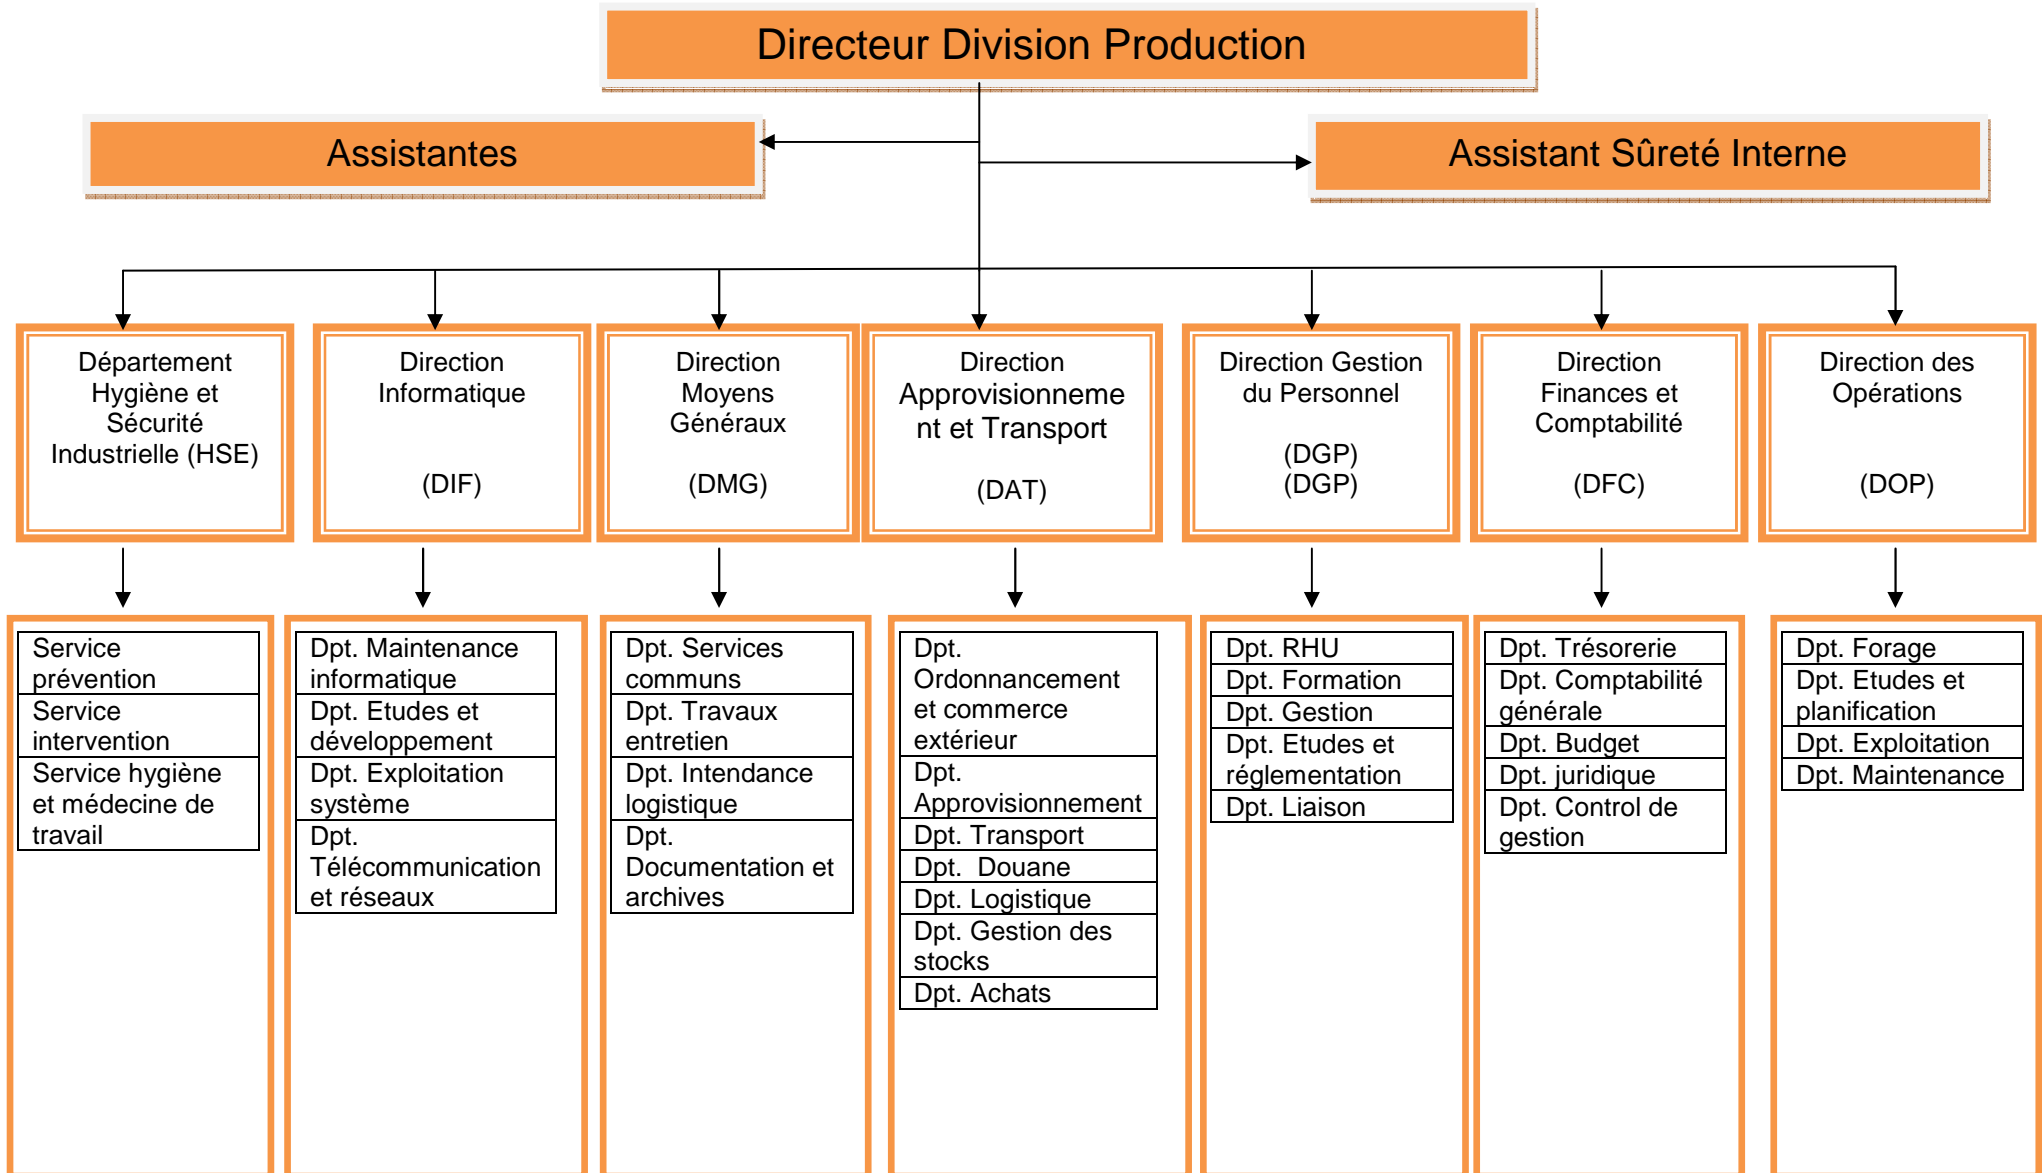 Directeur Division Production
Assistantes
Assistant Sûreté Interne
Département
Hygiène et
Sécurité
Industrielle (HSE)
Direction
Informatique
(DIF)
Direction
Moyens
Généraux
(DMG)
Direction
Approvisionneme
nt et Transport
(DAT)
Direction Gestion
du Personnel
(DGP)
(DGP)
Direction
Finances et
Comptabilité
(DFC)
Direction des
Opérations
(DOP)
Service
prévention
Service
intervention
Service hygiène
et médecine de
travail
Dpt. Maintenance
informatique
Dpt. Etudes et
développement
Dpt. Exploitation
système
Dpt.
Télécommunication
et réseaux
Dpt. Services
communs
Dpt. Travaux
entretien
Dpt. Intendance
logistique
Dpt.
Documentation et
archives
Dpt.
Ordonnancement
et commerce
extérieur
Dpt.
Approvisionnement
Dpt. Transport
Dpt. Douane
Dpt. Logistique
Dpt. Gestion des
stocks
Dpt. Achats
Dpt. RHU
Dpt. Formation
Dpt. Gestion
Dpt. Etudes et
réglementation
Dpt. Liaison
Dpt. Trésorerie
Dpt. Comptabilité
générale
Dpt. Budget
Dpt. juridique
Dpt. Control de
gestion
Dpt. Forage
Dpt. Etudes et
planification
Dpt. Exploitation
Dpt. Maintenance